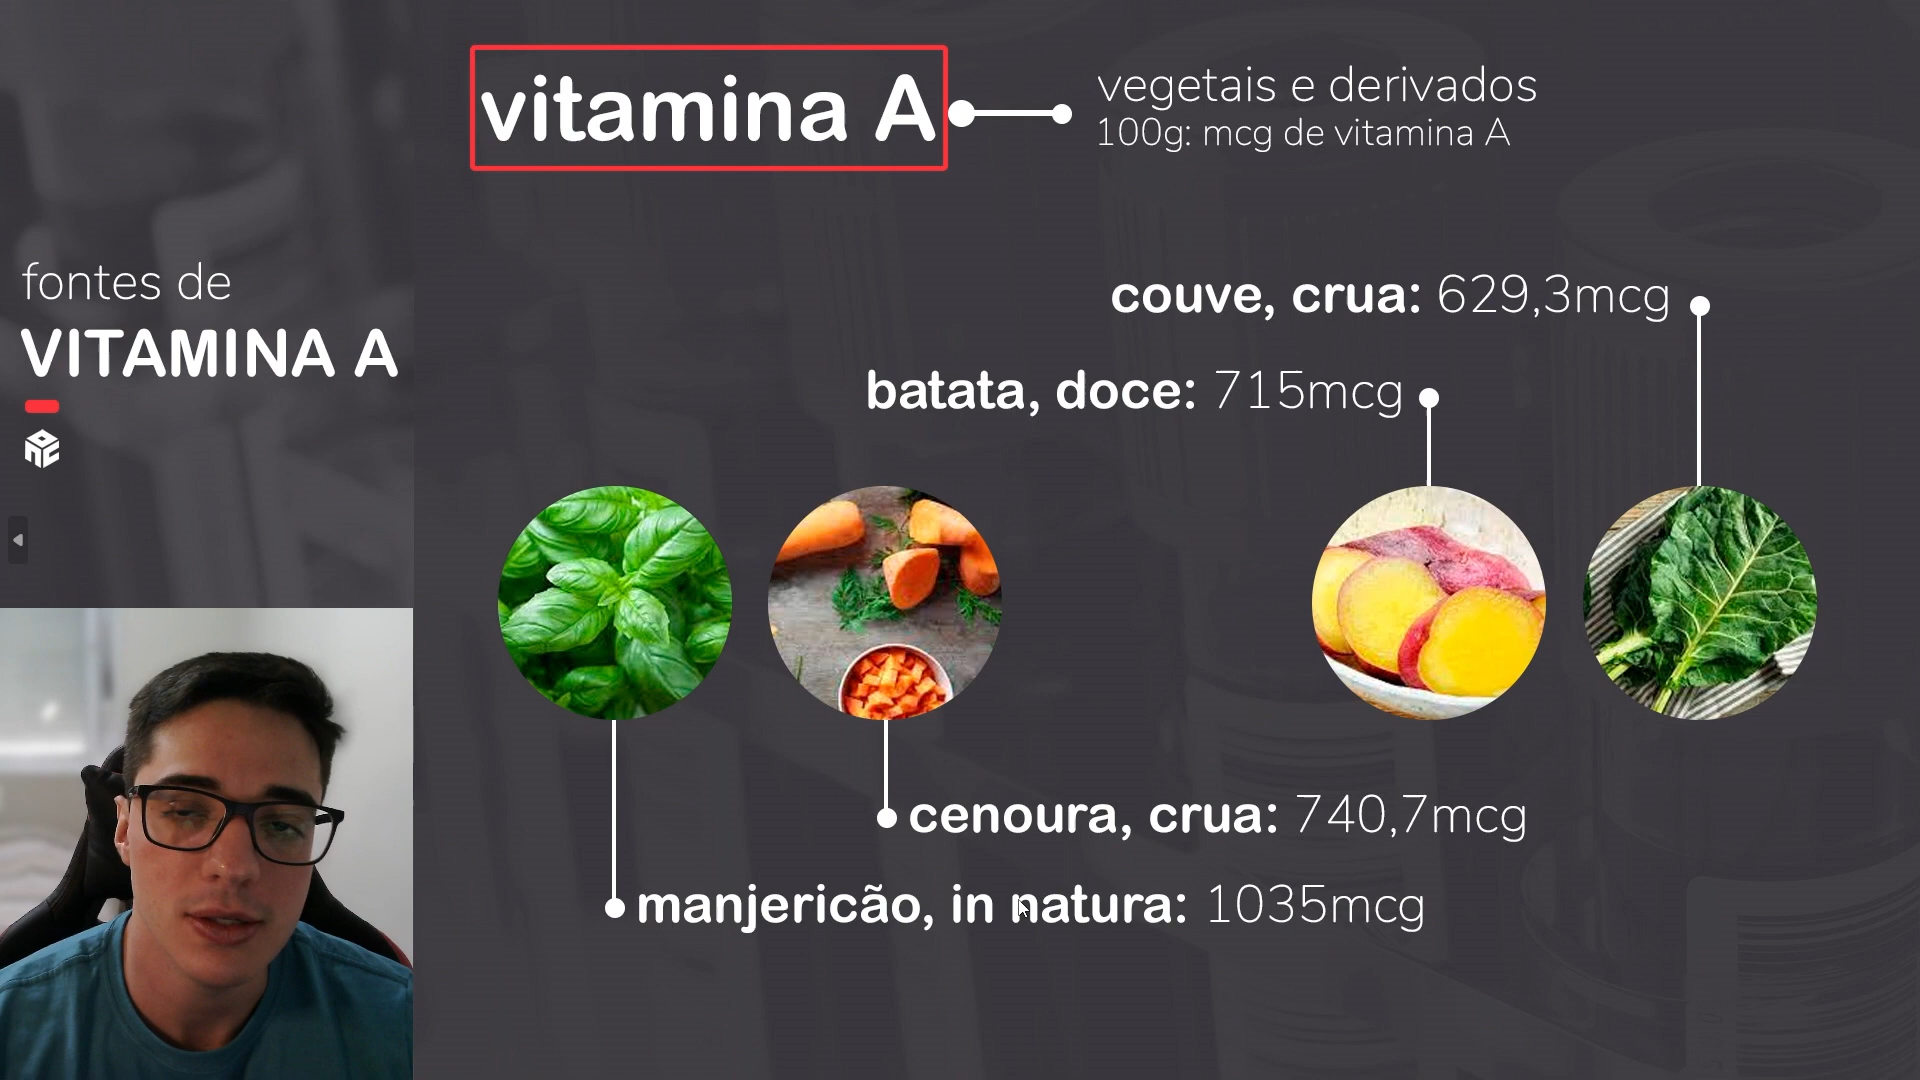 vitamina A
vegetais e derivados
100g: mcg de vitamina A
fontes de
VITAMINA A
couve, crua: 629,3mcg
batata, doce: 715mcg
cenoura, crua: 740,7mcg
manjericão, in natura: 1035mcg